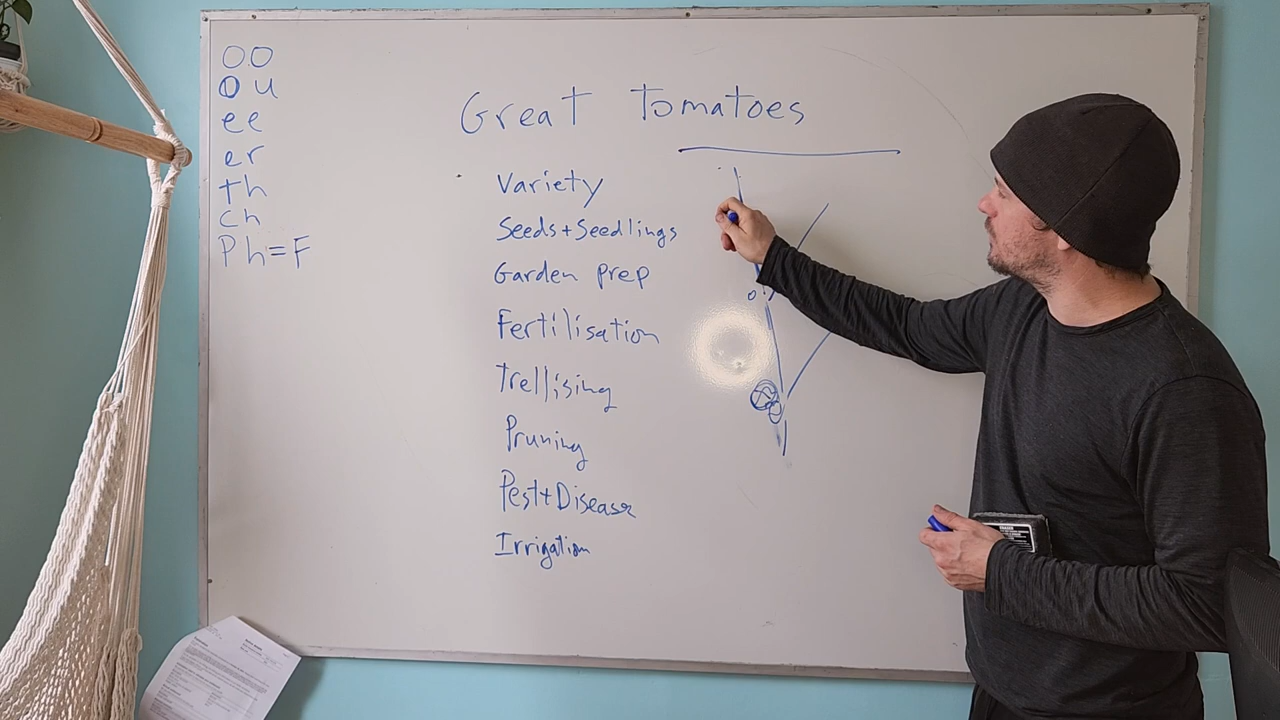 oo
ou
ee
er
th
ch
Ph=F
Great Tomatoes
Variety
Seeds+Seedlings
Garden prep
Fertilisation
Trellising
Pruning
Pest+Disease
Irrigation